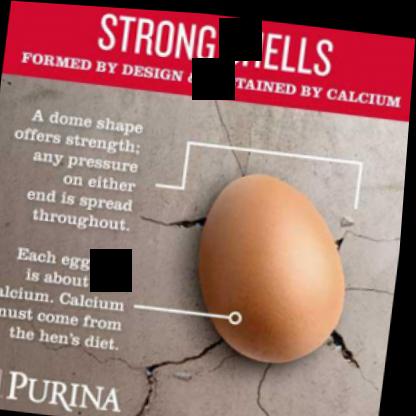 STRONG ELLS
FORMED BY DESIGN & TAINED BY CALCIUM
A dome shape
offers strength;
any pressure
on either
end is spread
throughout.
Each egg
is about
alcium. Calcium
must come from
the hen's diet.
PURINA